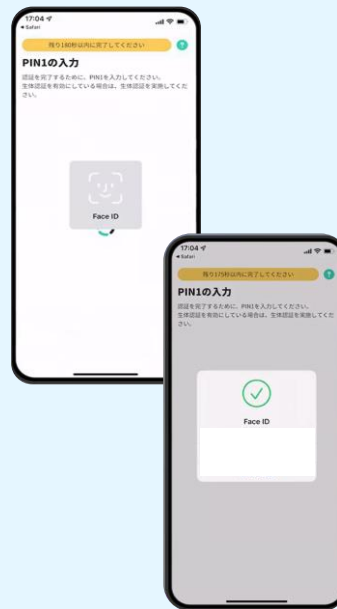 17:04
◀ Safari
残り180秒以内に完了してください
?
PIN1の入力
認証を完了するために、PIN1を入力してください。
生体認証を有効にしている場合は、生体認証を実施してくだ
さい。
Face ID
17:04
◀ Safari
残り175秒以内に完了してください
?
PIN1の入力
認証を完了するために、PIN1を入力してください。
生体認証を有効にしている場合は、生体認証を実施してくだ
さい。
Face ID